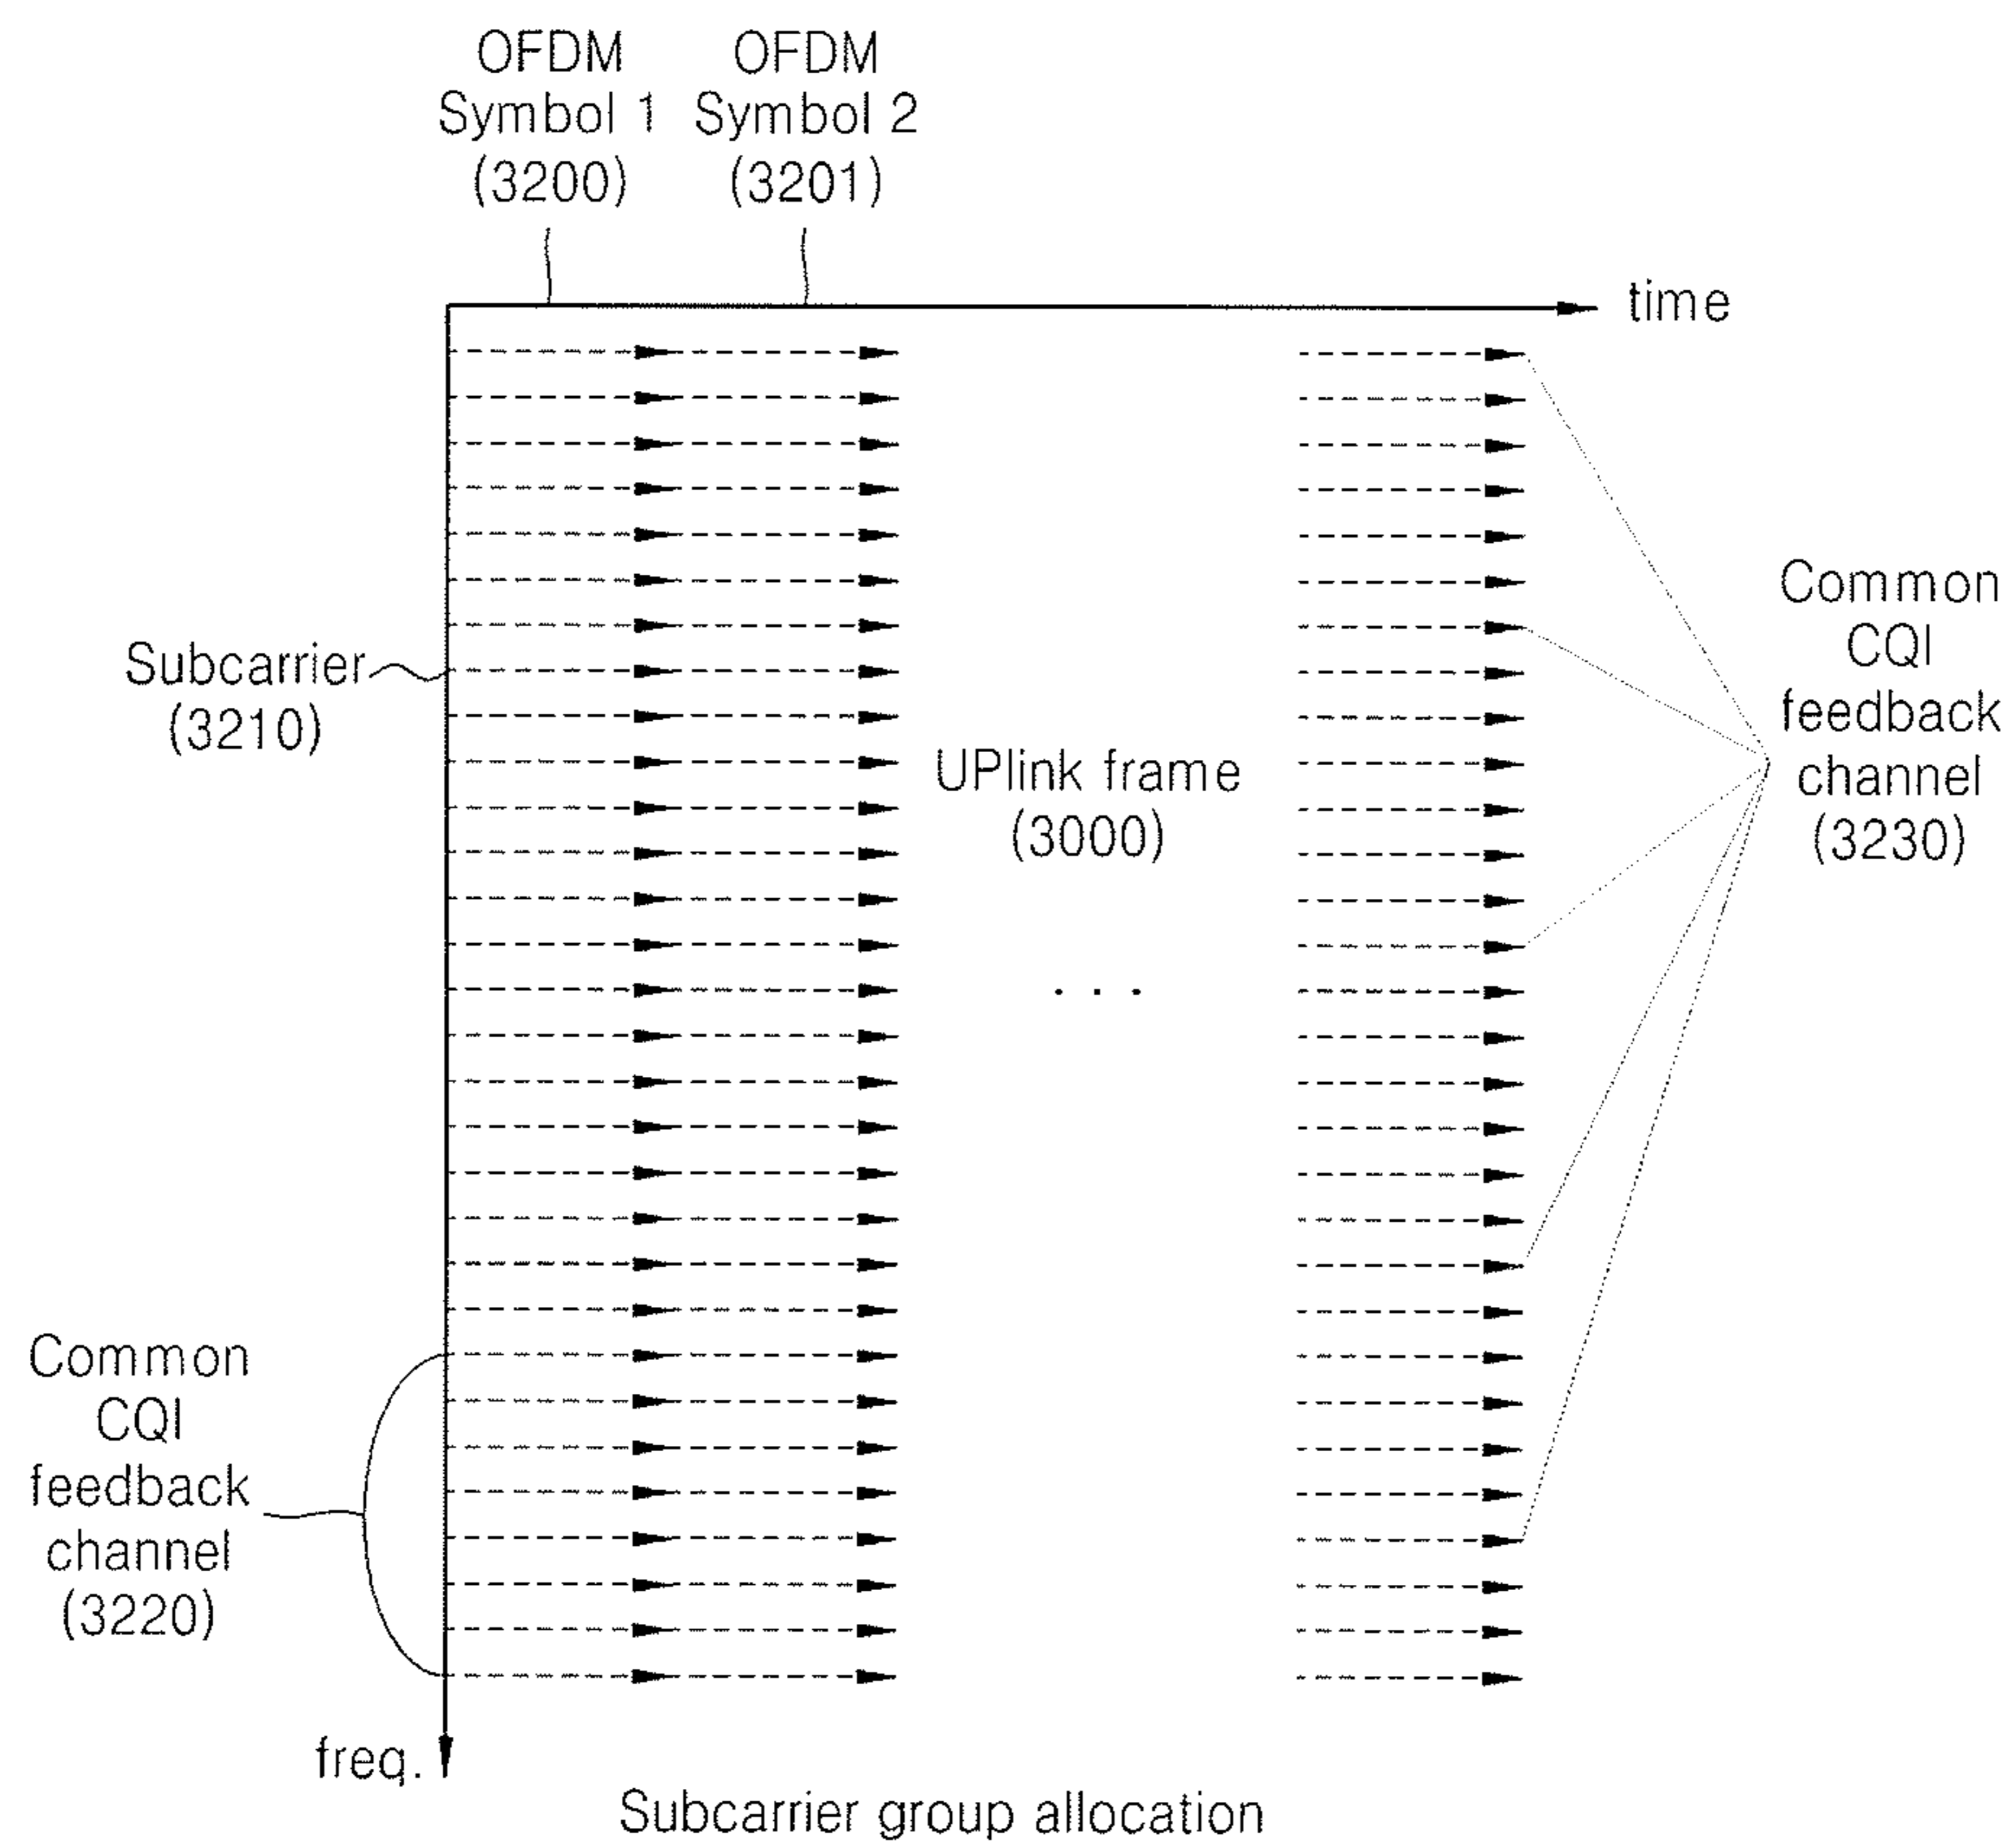 OFDM
Symbol 1
(3200)
OFDM
Symbol 2
(3201)
time
Subcarrier
(3210)
UPlink frame
(3000)
. . .
Common
CQI
feedback
channel
(3230)
Common
CQI
feedback
channel
(3220)
freq.
Subcarrier group allocation